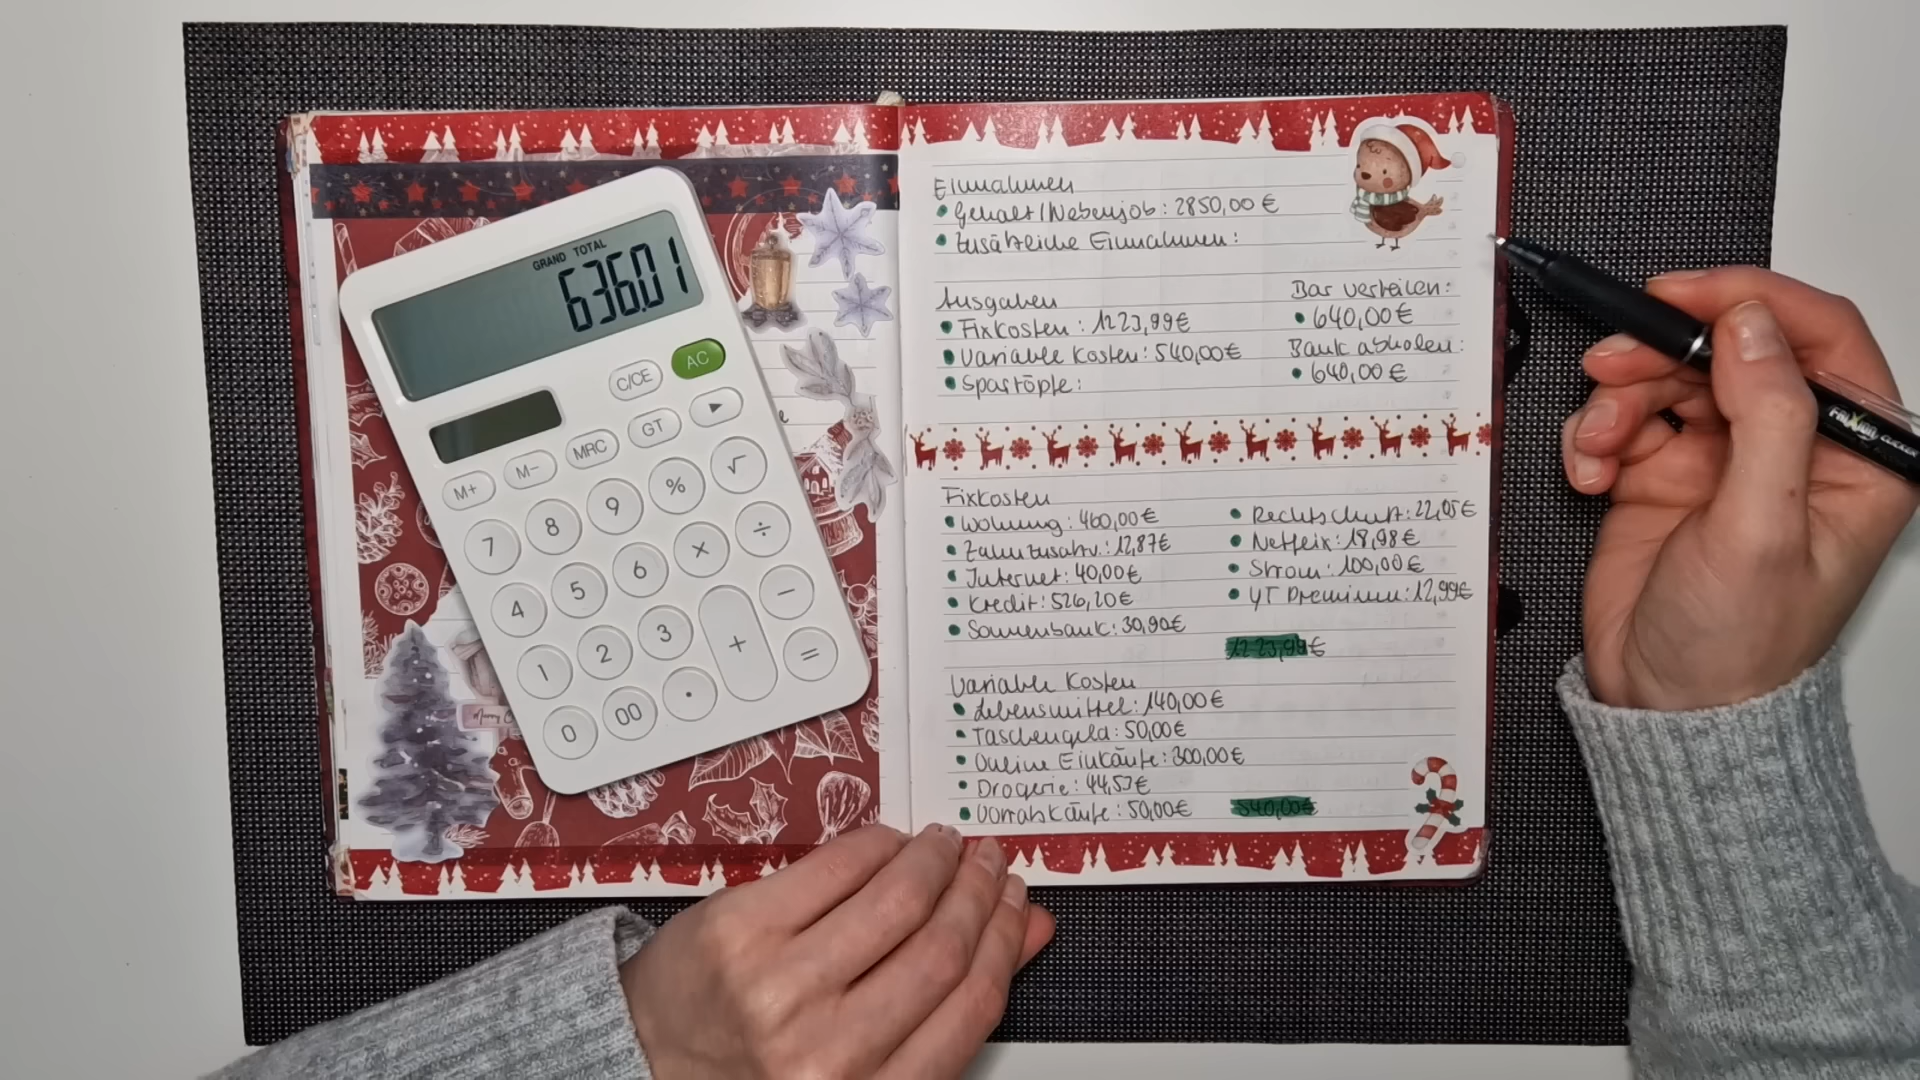 GRAND TOTAL
636.01
C/CE
AC
M+
M-
MRC
GT
7
8
9
%
√
4
5
6
×
÷
1
2
3
+
−
0
00
.
=
Merry
Einnahmen
Gehalt/Nebenjob: 2850,00€
Zusätzliche Einnahmen:
Ausgaben
Fixkosten: 1223,99€
Variable Kosten: 540,00€
Spartöpfe:
Bar verteilen:
640,00€
Bank abholen:
640,00€
Fixkosten
Wohnung: 460,00€
Zahnzusatzv.: 12,87€
Internet: 40,00€
Kredit: 526,20€
Sonnenbank: 30,90€
Rechtschutz: 22,05€
Netflix: 18,98€
Strom: 100,00€
YT Premium: 12,99€
1223,99€
Variable Kosten
Lebensmittel: 140,00€
Taschengeld: 50,00€
Online Einkäufe: 300,00€
Drogerie: 44,53€
Vorratskäufe: 50,00€
540,00€
FRIXION CLICKER